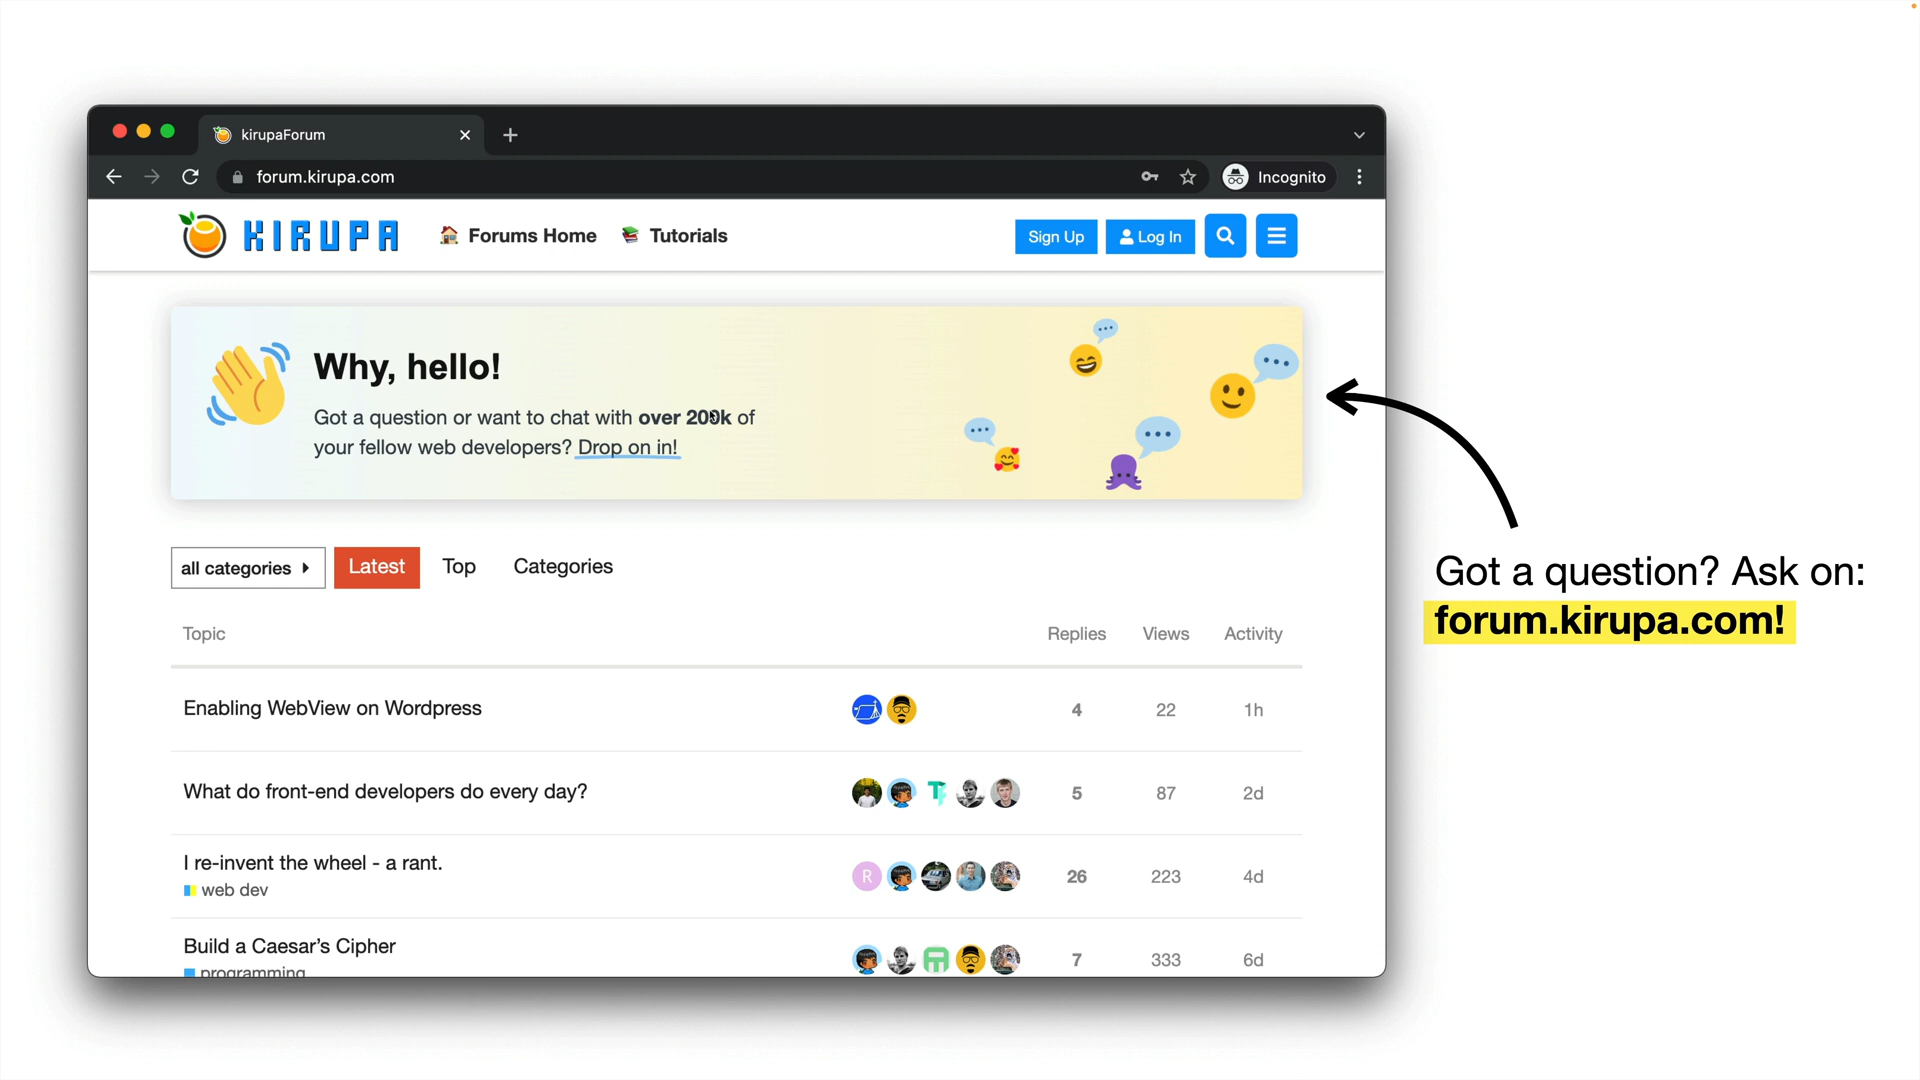 kirupaForum
forum.kirupa.com
Incognito
KIRUPA
Forums Home
Tutorials
Sign Up
Log In
Why, hello!
Got a question or want to chat with over 200k of
your fellow web developers? Drop on in!
all categories
Latest
Top
Categories
Topic
Replies
Views
Activity
Enabling WebView on Wordpress
4
22
1h
What do front-end developers do every day?
T
5
87
2d
I re-invent the wheel - a rant.
web dev
R
26
223
4d
Build a Caesar’s Cipher
programming
7
333
6d
Got a question? Ask on:
forum.kirupa.com!